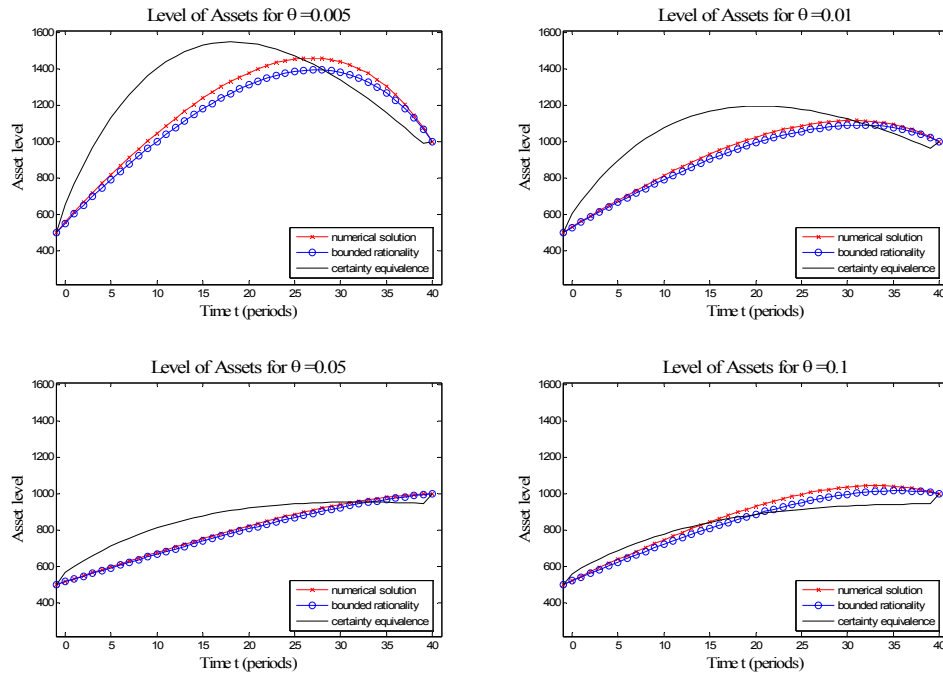 Level of Assets for θ =0.005
1600
1400
1200
1000
800
600
400
Asset level
0 5 10 15 20 25 30 35 40
Time t (periods)
numerical solution
bounded rationality
certainty equivalence
Level of Assets for θ =0.01
1600
1400
1200
1000
800
600
400
Asset level
0 5 10 15 20 25 30 35 40
Time t (periods)
numerical solution
bounded rationality
certainty equivalence
Level of Assets for θ =0.05
1600
1400
1200
1000
800
600
400
Asset level
0 5 10 15 20 25 30 35 40
Time t (periods)
numerical solution
bounded rationality
certainty equivalence
Level of Assets for θ =0.1
1600
1400
1200
1000
800
600
400
Asset level
0 5 10 15 20 25 30 35 40
Time t (periods)
numerical solution
bounded rationality
certainty equivalence